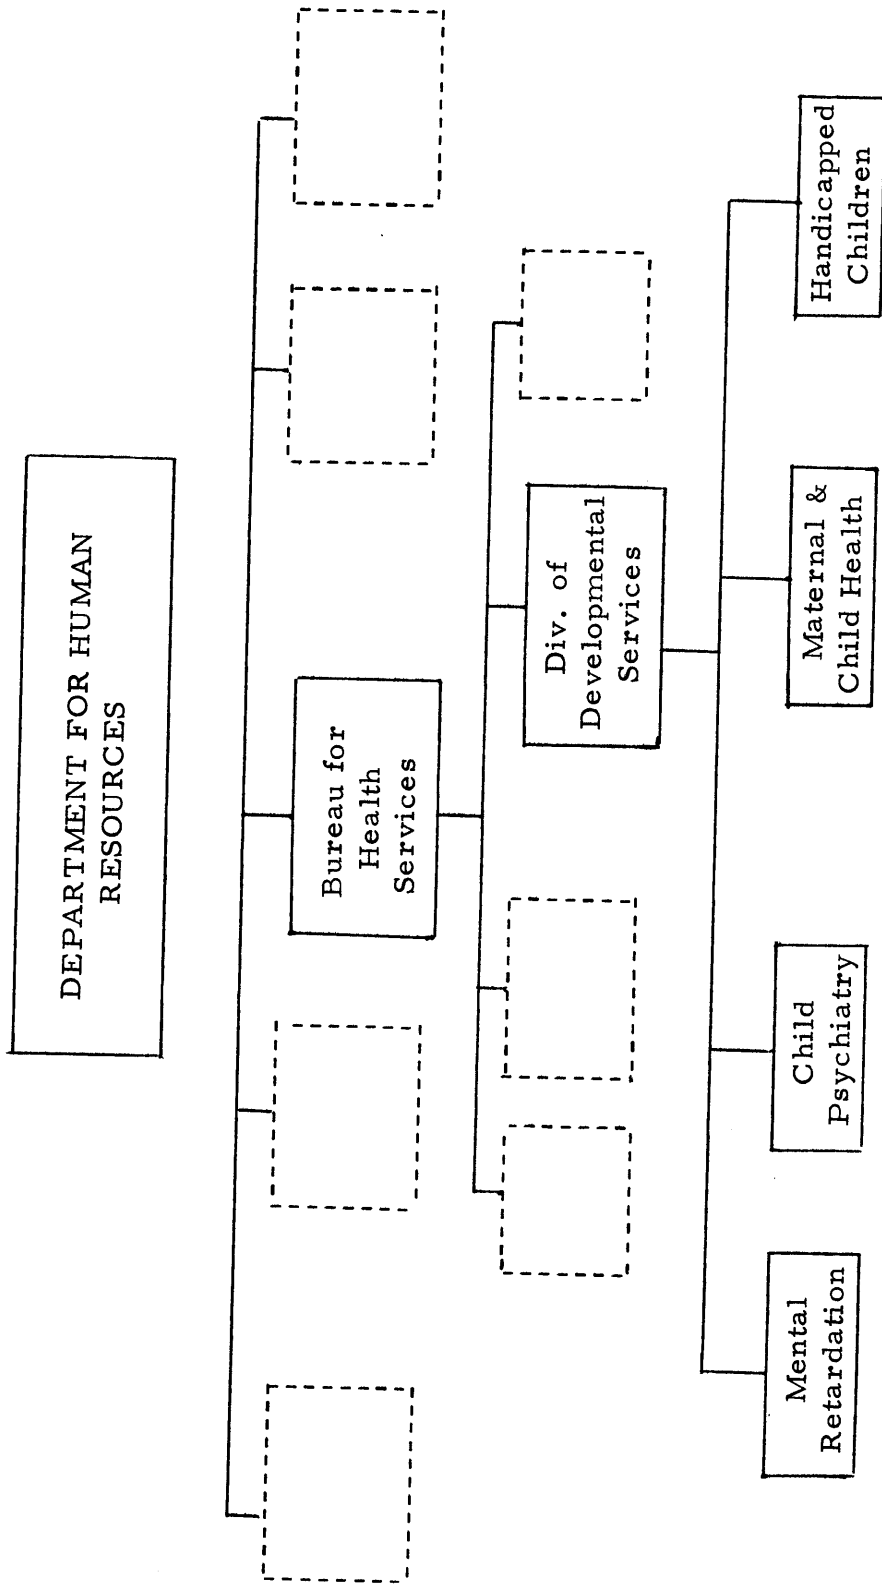 DEPARTMENT FOR HUMAN
RESOURCES
Bureau for
Health
Services
Div. of
Developmental
Services
Mental
Retardation
Child
Psychiatry
Maternal &
Child Health
Handicapped
Children